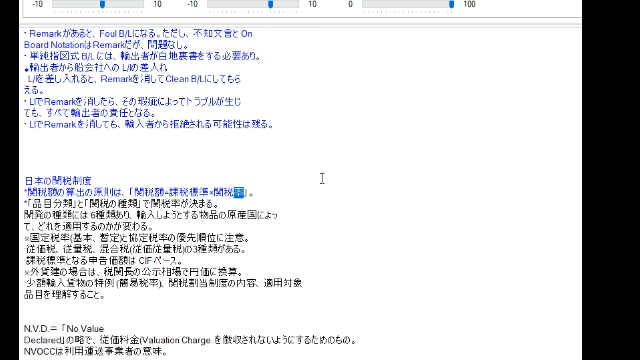 -10
0
10
-10
0
10
0
100
・Remarkがあると、Foul B/Lになる。ただし、不知文言と On
Board NotationはRemarkだが、問題なし。
・単純指図式 B/Lには、輸出者が白地裏書をする必要あり。
◆輸出者から船会社への L/Iの差入れ
L/Iを差し入れると、Remarkを消してClean B/Lにしてもら
える。
・LIでRemarkを消したら、その瑕疵によってトラブルが生じ
ても、すべて輸出者の責任となる。
・LIでRemarkを消しても、輸入者から拒絶される可能性は残る。
日本の関税制度
*関税額の算出の原則は、「関税額=課税標準×関税率」。
*「品目分類」と「関税の種類」で関税率が決まる。
関発の種類には 6種類あり、輸入しようとする物品の原産国によっ
て、どれを適用するのかが変わる。
※国定税率(基本、暫定)と協定税率の優先順位に注意。
従価税、従量税、混合税(従価従量税)の3種類がある。
課税標準となる申告価額は CIFベース。
※外貨建の場合は、税関長の公示相場で円価に換算。
少額輸入貨物の特例 (簡易税率)、関税割当制度の内容、適用対象
品目を理解すること。
N.V.D.＝「No Value
Declared」の略で、従価料金(Valuation Charge.を徴収されないようにするためのもの。
NVOCCは利用運送事業者の意味。